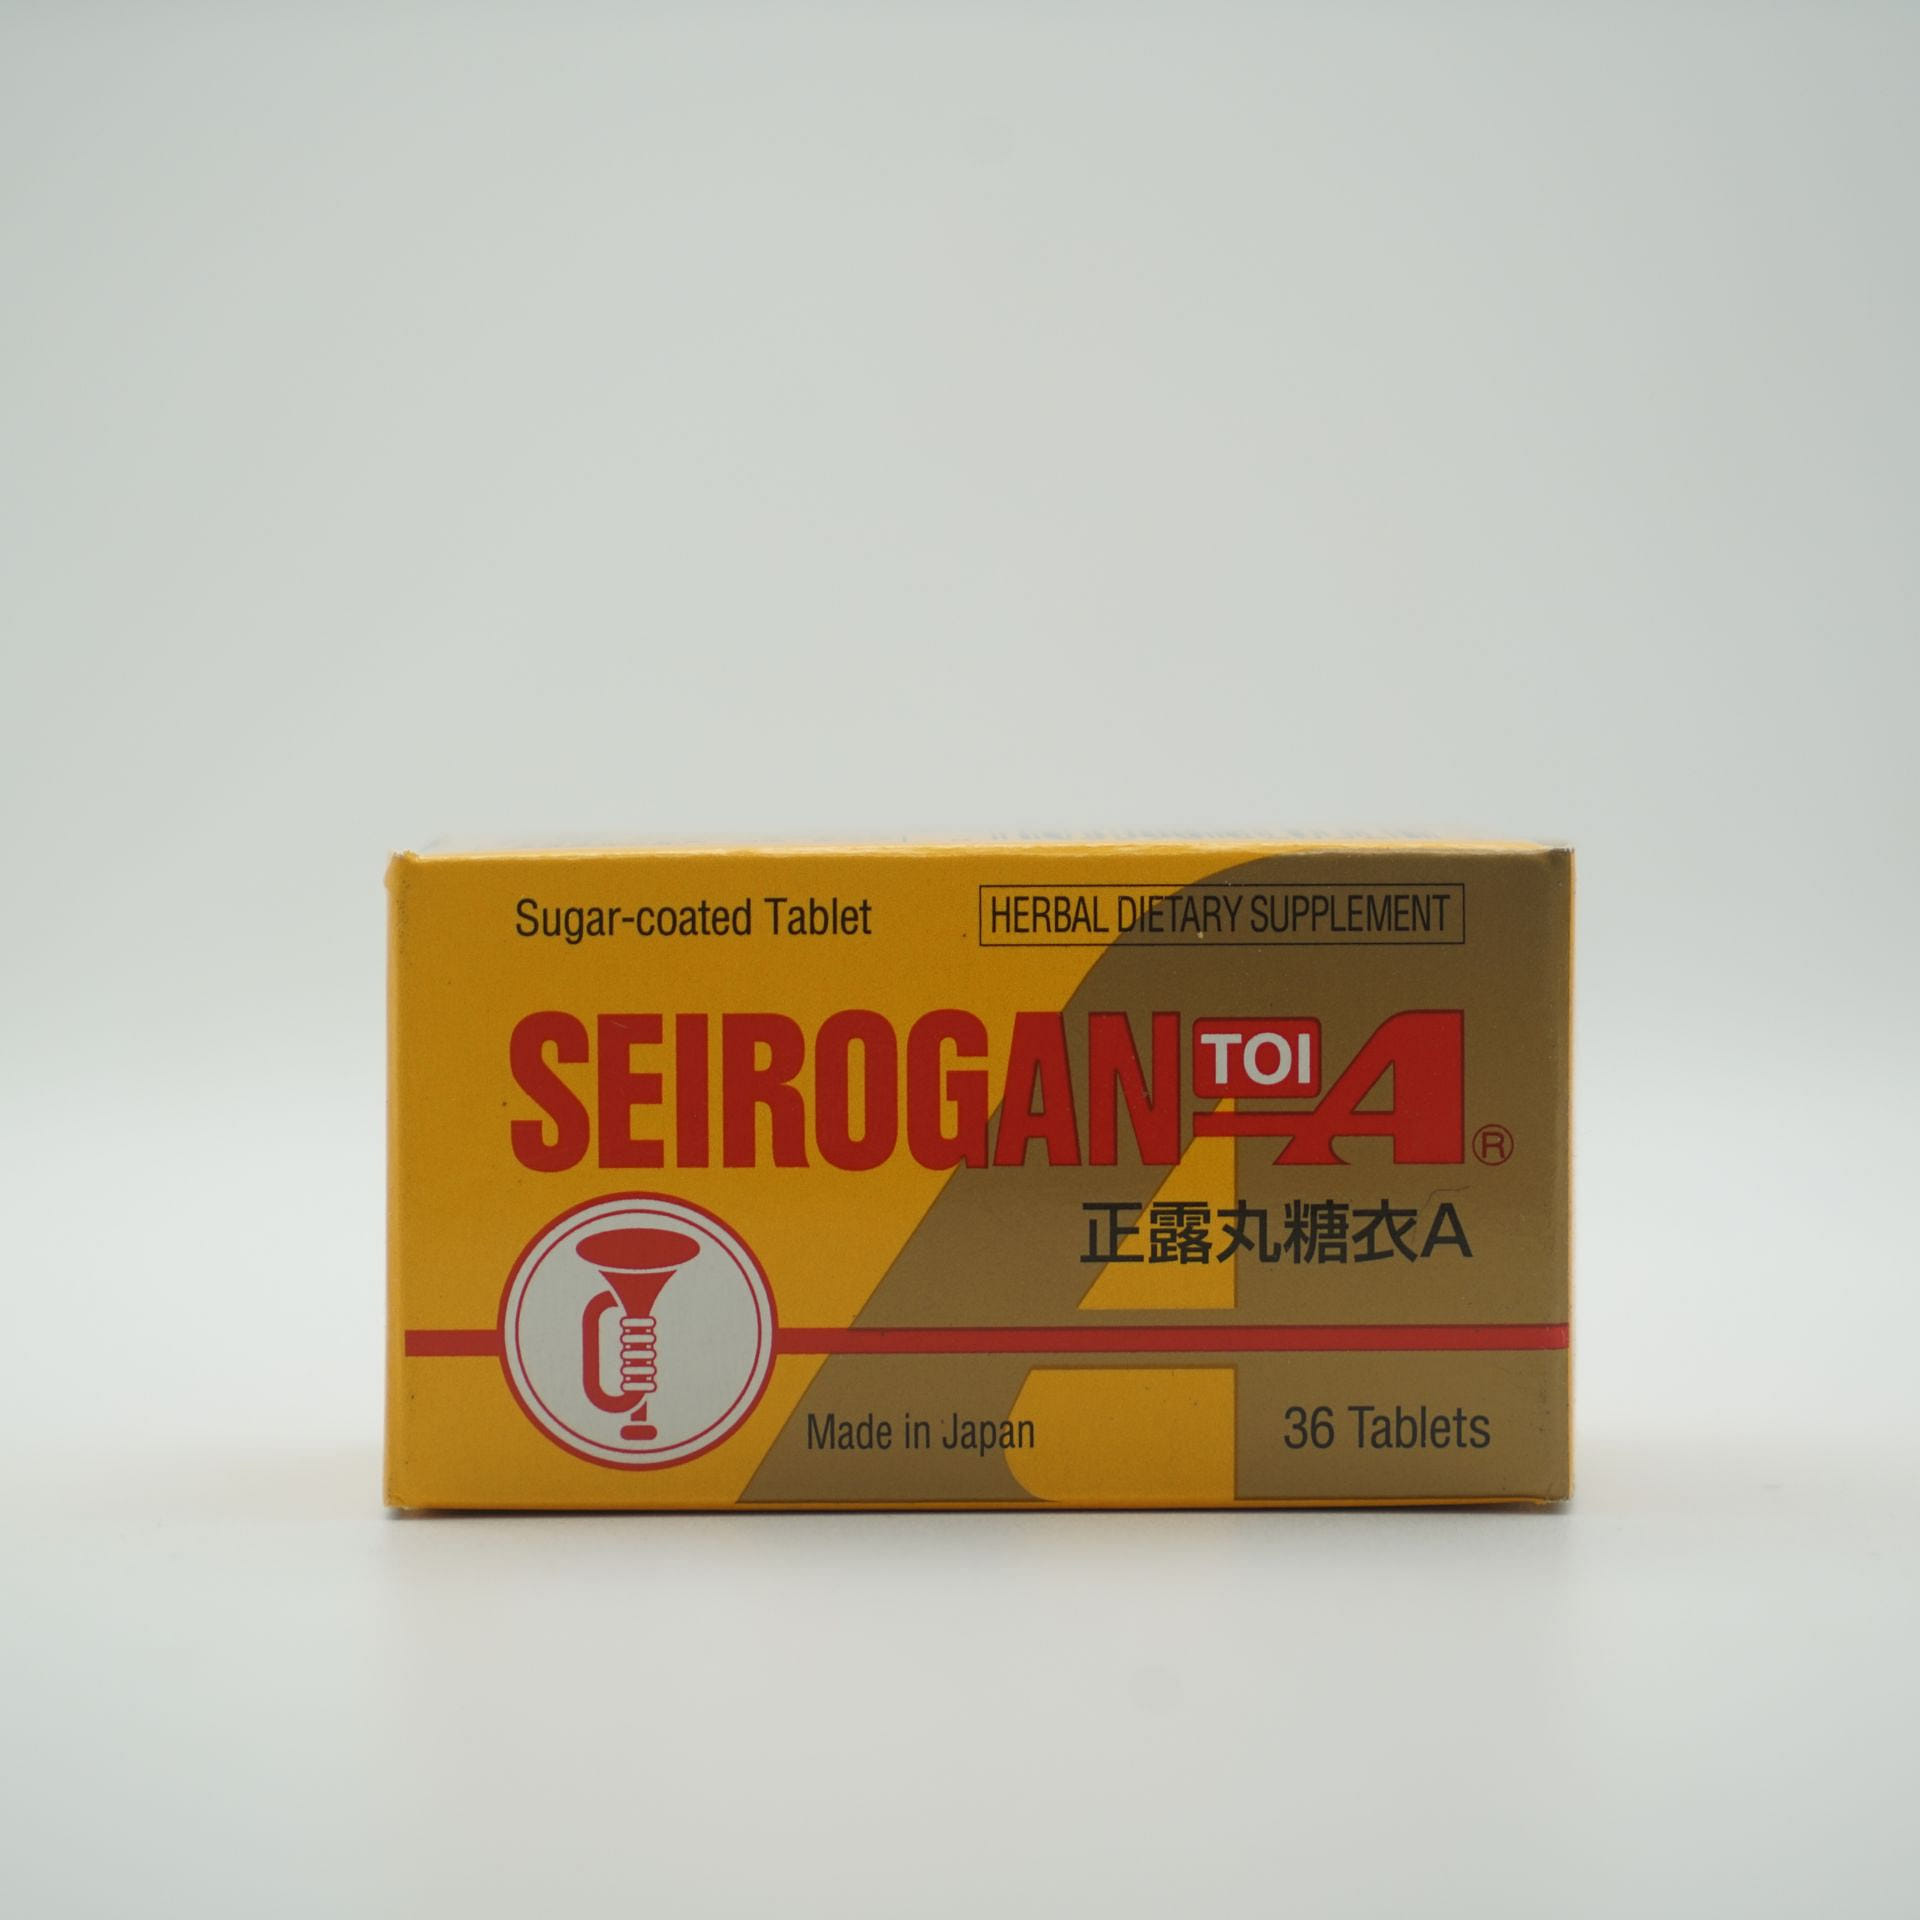 Sugar-coated Tablet
HERBAL DIETARY SUPPLEMENT
SEIROGAN TOI-A®
正露丸糖衣A
Made in Japan
36 Tablets